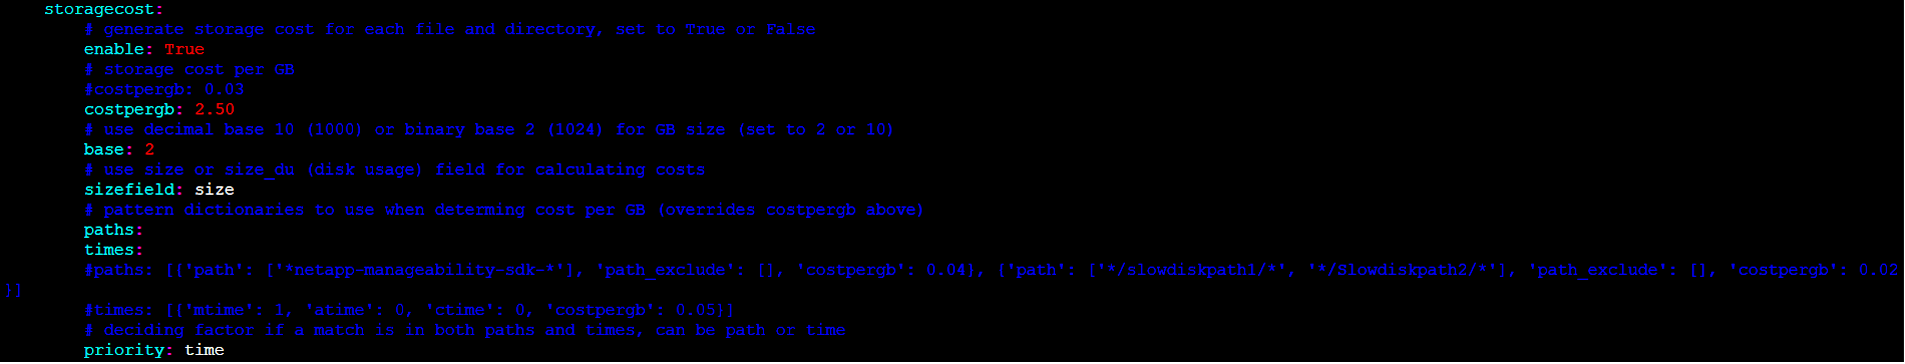 storagecost:
# generate storage cost for each file and directory, set to True or False
enable: True
# storage cost per GB
#costpergb: 0.03
costpergb: 2.50
# use decimal base 10 (1000) or binary base 2 (1024) for GB size (set to 2 or 10)
base: 2
# use size or size_du (disk usage) field for calculating costs
sizefield: size
# pattern dictionaries to use when determing cost per GB (overrides costpergb above)
paths:
times:
#paths: [{'path': ['*netapp-manageability-sdk-*'], 'path_exclude': [], 'costpergb': 0.04}, {'path': ['*/slowdiskpath1/*', '*/Slowdiskpath2/*'], 'path_exclude': [], 'costpergb': 0.02
}]
#times: [{'mtime': 1, 'atime': 0, 'ctime': 0, 'costpergb': 0.05}]
# deciding factor if a match is in both paths and times, can be path or time
priority: time